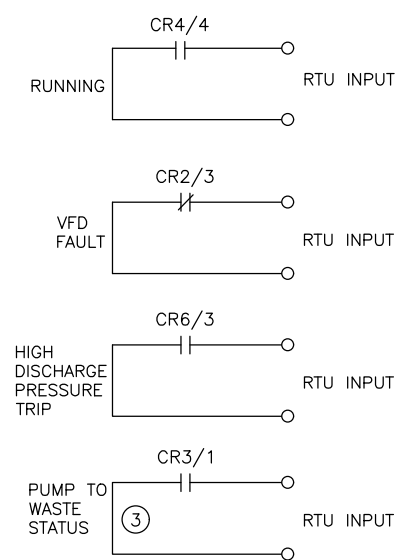 CR4/4
RUNNING
RTU INPUT
CR2/3
VFD
FAULT
RTU INPUT
CR6/3
HIGH
DISCHARGE
PRESSURE
TRIP
RTU INPUT
CR3/1
PUMP TO
WASTE
STATUS
3
RTU INPUT